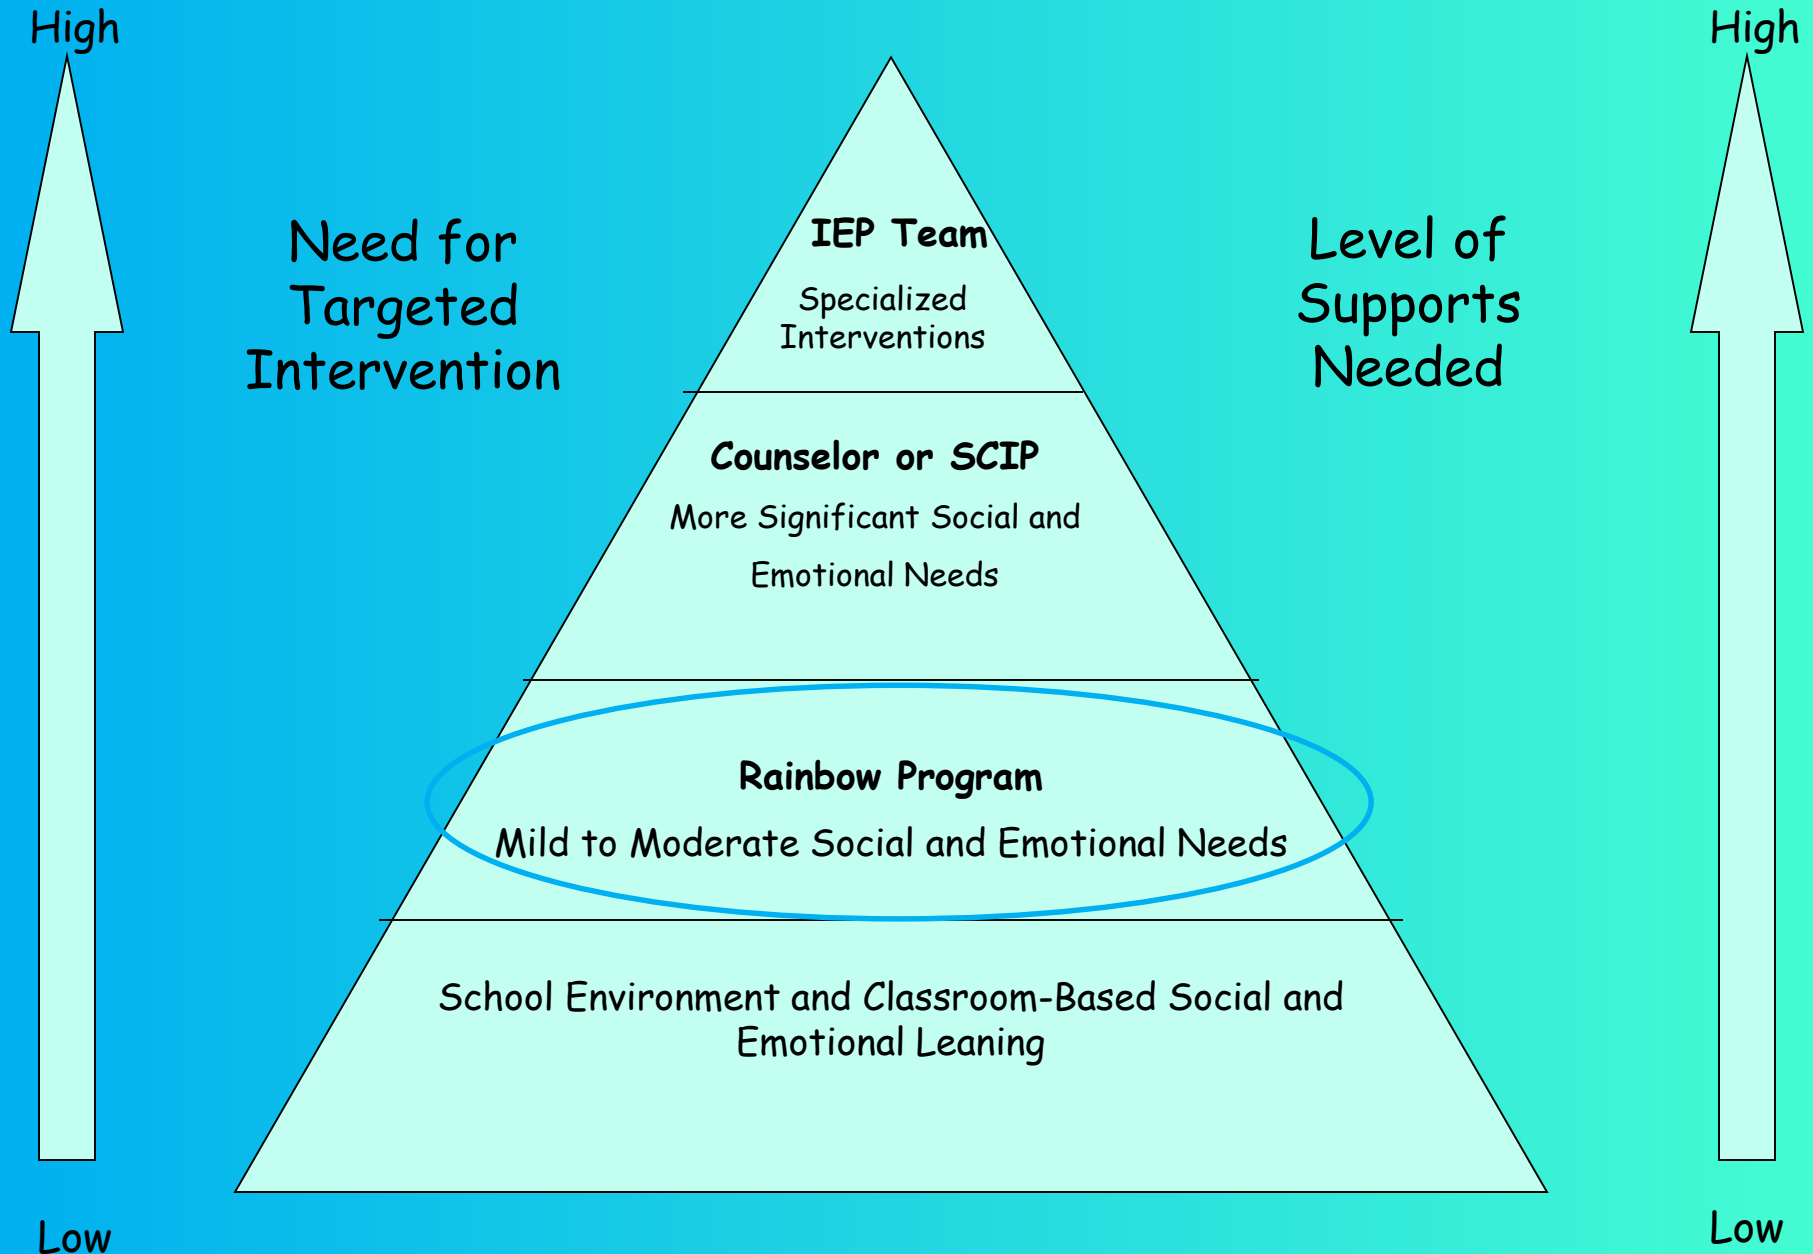 High
High
Need for
Targeted
Intervention
IEP Team
Specialized
Interventions
Level of
Supports
Needed
Counselor or SCIP
More Significant Social and
Emotional Needs
Rainbow Program
Mild to Moderate Social and Emotional Needs
School Environment and Classroom-Based Social and
Emotional Leaning
Low
Low